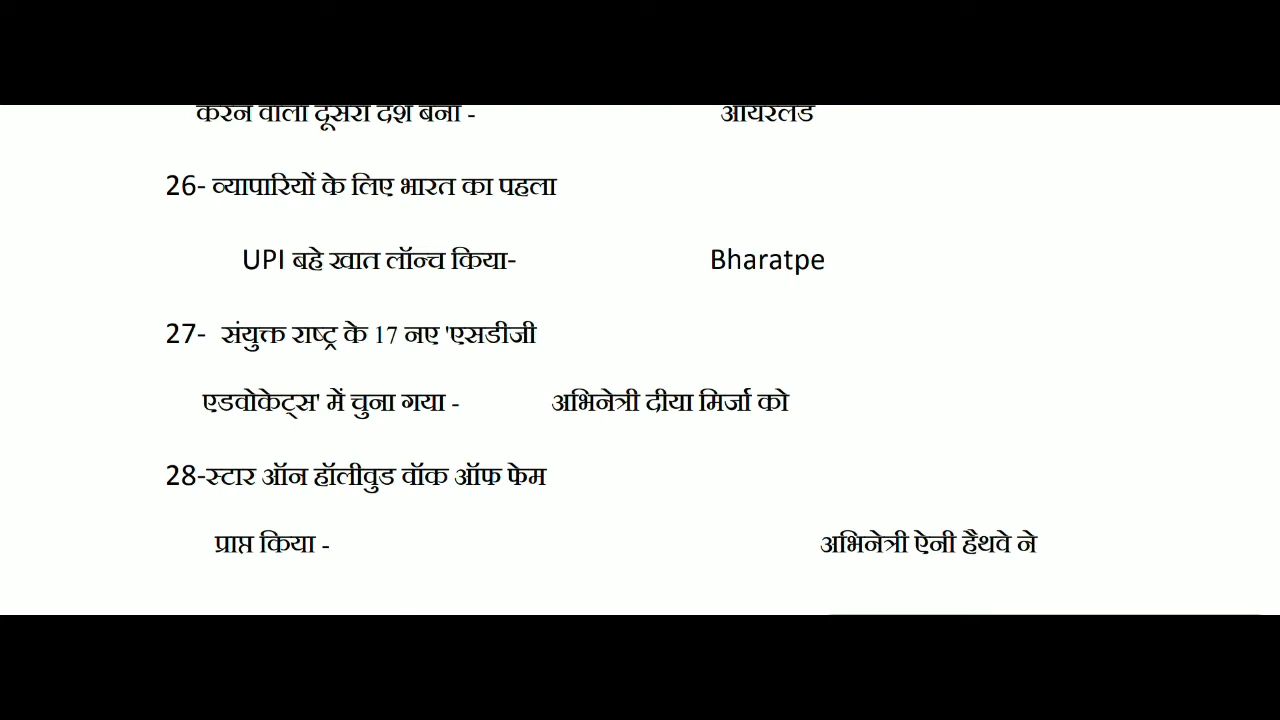 करने वाला दूसरा देश बना - आयरलैंड
26- व्यापारियों के लिए भारत का पहला
UPI बहे खात लॉन्च किया- Bharatpe
27- संयुक्त राष्ट्र के 17 नए 'एसडीजी
एडवोकेट्स' में चुना गया - अभिनेत्री दीया मिर्जा को
28-स्टार ऑन हॉलीवुड वॉक ऑफ फेम
प्राप्त किया - अभिनेत्री ऐनी हैथवे ने